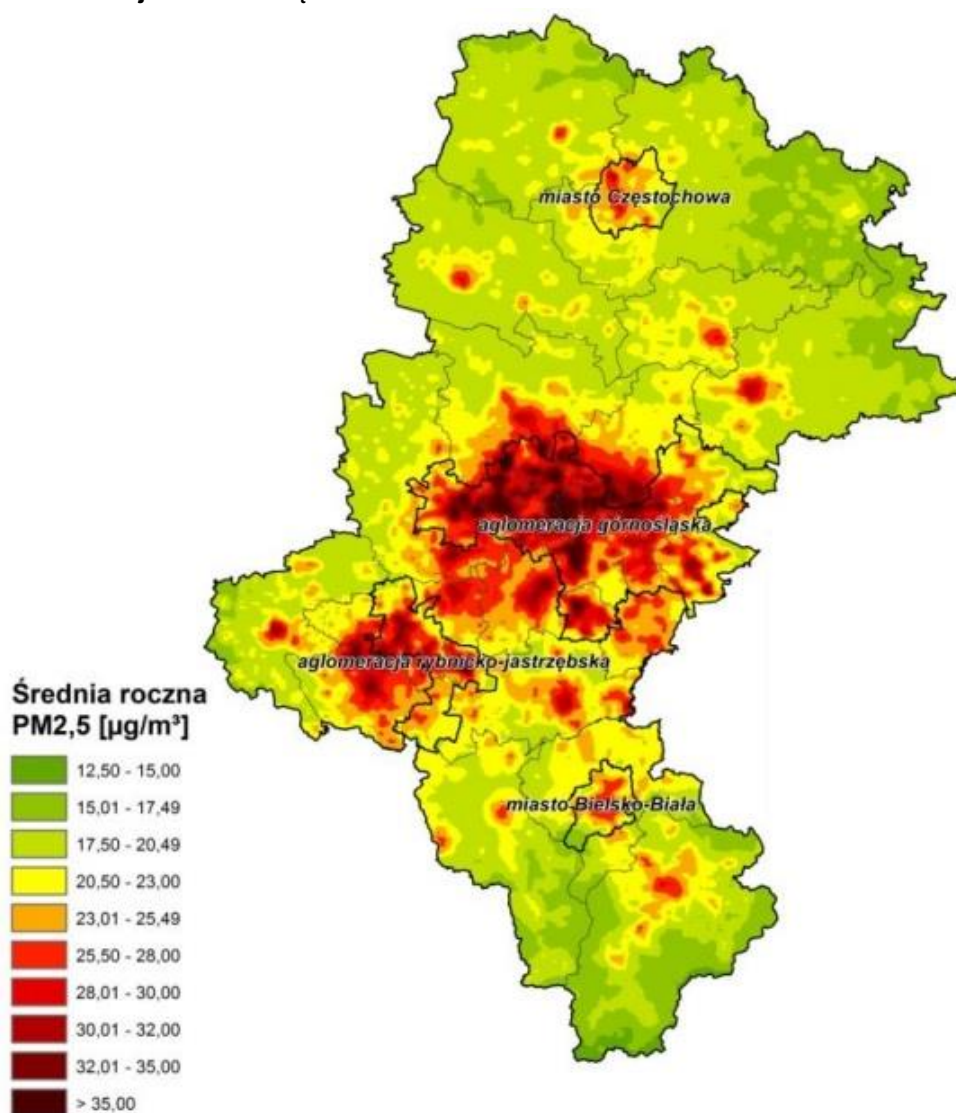 miasto Częstochowa
aglomeracja górnośląska
aglomeracja rybnicko-jastrzębska
miasto Bielsko-Biała
Średnia roczna
PM2,5 [µg/m³]
12,50 - 15,00
15,01 - 17,49
17,50 - 20,49
20,50 - 23,00
23,01 - 25,49
25,50 - 28,00
28,01 - 30,00
30,01 - 32,00
32,01 - 35,00
> 35,00